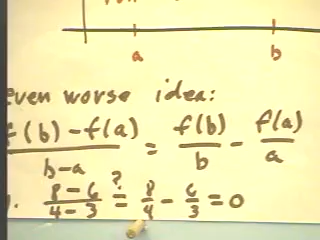 a b
even worse idea:
f(b)-f(a) / b-a = f(b)/b - f(a)/a
. 8-6 / 4-3 ?= 8/4 - 6/3 = 0